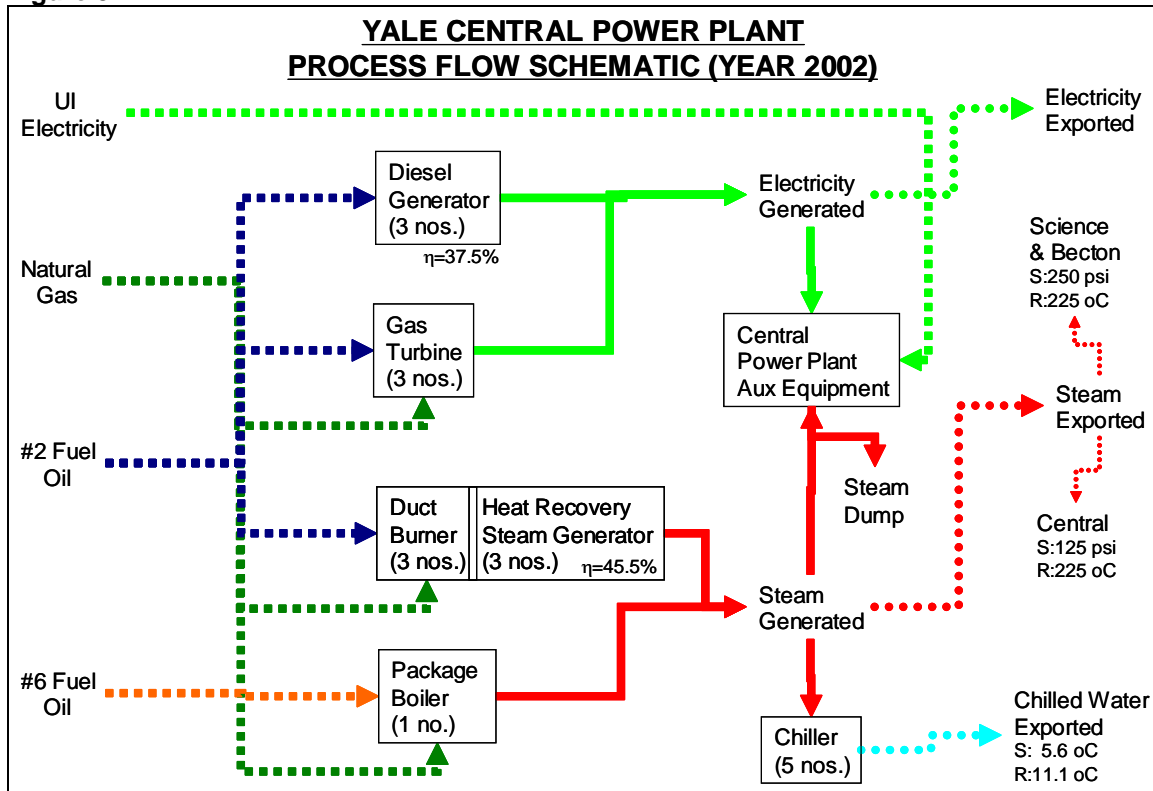 YALE CENTRAL POWER PLANT
PROCESS FLOW SCHEMATIC (YEAR 2002)
UI
Electricity
Natural
Gas
#2 Fuel
Oil
#6 Fuel
Oil
Diesel
Generator
(3 nos.)
η=37.5%
Gas
Turbine
(3 nos.)
Duct
Burner
(3 nos.)
Heat Recovery
Steam Generator
(3 nos.)
η=45.5%
Package
Boiler
(1 no.)
Electricity
Generated
Central
Power Plant
Aux Equipment
Steam
Dump
Steam
Generated
Chiller
(5 nos.)
Electricity
Exported
Science
& Becton
S:250 psi
R:225 oC
Steam
Exported
Central
S:125 psi
R:225 oC
Chilled Water
Exported
S: 5.6 oC
R:11.1 oC